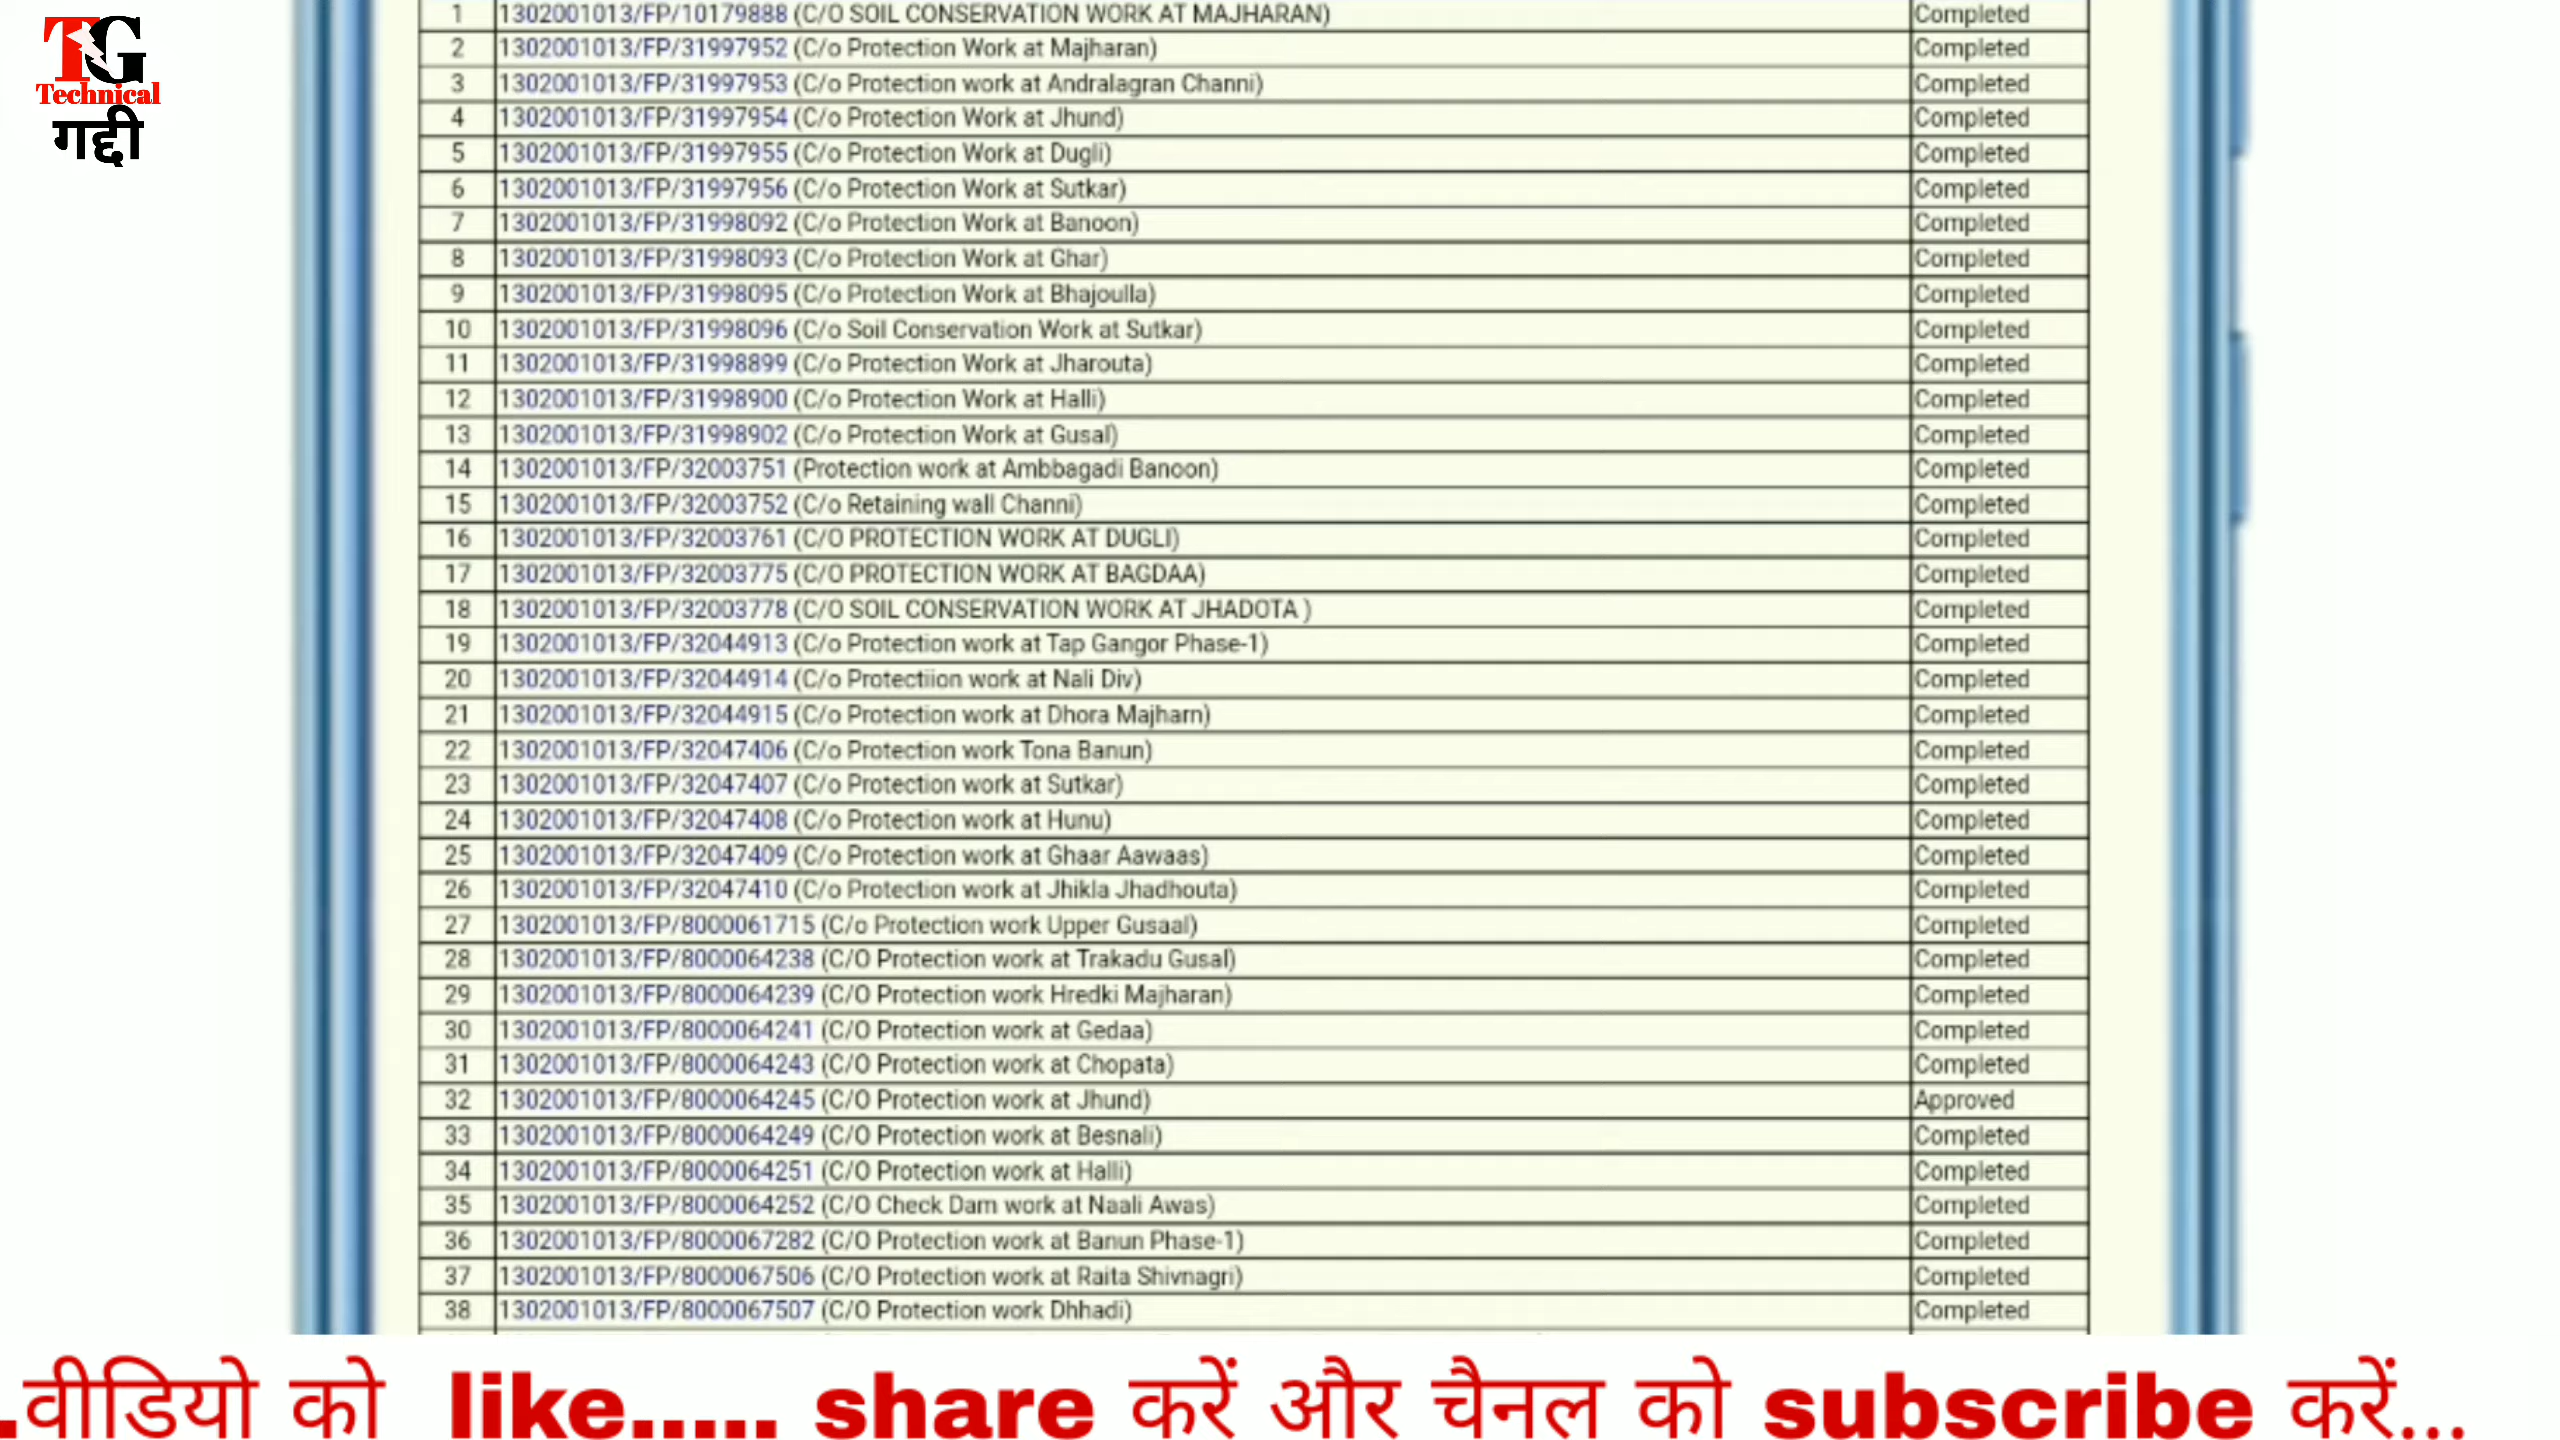 TG
Technical
गद्दी
1 1302001013/FP/10179888 (C/O SOIL CONSERVATION WORK AT MAJHARAN) Completed
2 1302001013/FP/31997952 (C/o Protection Work at Majharan) Completed
3 1302001013/FP/31997953 (C/o Protection work at Andralagran Channi) Completed
4 1302001013/FP/31997954 (C/o Protection Work at Jhund) Completed
5 1302001013/FP/31997955 (C/o Protection Work at Dugli) Completed
6 1302001013/FP/31997956 (C/o Protection Work at Sutkar) Completed
7 1302001013/FP/31998092 (C/o Protection Work at Banoon) Completed
8 1302001013/FP/31998093 (C/o Protection Work at Ghar) Completed
9 1302001013/FP/31998095 (C/o Protection Work at Bhajoulla) Completed
10 1302001013/FP/31998096 (C/o Soil Conservation Work at Sutkar) Completed
11 1302001013/FP/31998899 (C/o Protection Work at Jharouta) Completed
12 1302001013/FP/31998900 (C/o Protection Work at Halli) Completed
13 1302001013/FP/31998902 (C/o Protection Work at Gusal) Completed
14 1302001013/FP/32003751 (Protection work at Ambbagadi Banoon) Completed
15 1302001013/FP/32003752 (C/o Retaining wall Channi) Completed
16 1302001013/FP/32003761 (C/O PROTECTION WORK AT DUGLI) Completed
17 1302001013/FP/32003775 (C/O PROTECTION WORK AT BAGDAA) Completed
18 1302001013/FP/32003778 (C/O SOIL CONSERVATION WORK AT JHADOTA ) Completed
19 1302001013/FP/32044913 (C/o Protection work at Tap Gangor Phase-1) Completed
20 1302001013/FP/32044914 (C/o Protectiion work at Nali Div) Completed
21 1302001013/FP/32044915 (C/o Protection work at Dhora Majharn) Completed
22 1302001013/FP/32047406 (C/o Protection work Tona Banun) Completed
23 1302001013/FP/32047407 (C/o Protection work at Sutkar) Completed
24 1302001013/FP/32047408 (C/o Protection work at Hunu) Completed
25 1302001013/FP/32047409 (C/o Protection work at Ghaar Aawaas) Completed
26 1302001013/FP/32047410 (C/o Protection work at Jhikla Jhadhouta) Completed
27 1302001013/FP/8000061715 (C/o Protection work Upper Gusaal) Completed
28 1302001013/FP/8000064238 (C/O Protection work at Trakadu Gusal) Completed
29 1302001013/FP/8000064239 (C/O Protection work Hredki Majharan) Completed
30 1302001013/FP/8000064241 (C/O Protection work at Gedaa) Completed
31 1302001013/FP/8000064243 (C/O Protection work at Chopata) Completed
32 1302001013/FP/8000064245 (C/O Protection work at Jhund) Approved
33 1302001013/FP/8000064249 (C/O Protection work at Besnali) Completed
34 1302001013/FP/8000064251 (C/O Protection work at Halli) Completed
35 1302001013/FP/8000064252 (C/O Check Dam work at Naali Awas) Completed
36 1302001013/FP/8000067282 (C/O Protection work at Banun Phase-1) Completed
37 1302001013/FP/8000067506 (C/O Protection work at Raita Shivnagri) Completed
38 1302001013/FP/8000067507 (C/O Protection work Dhhadi) Completed
.वीडियो को like..... share करें और चैनल को subscribe करें...